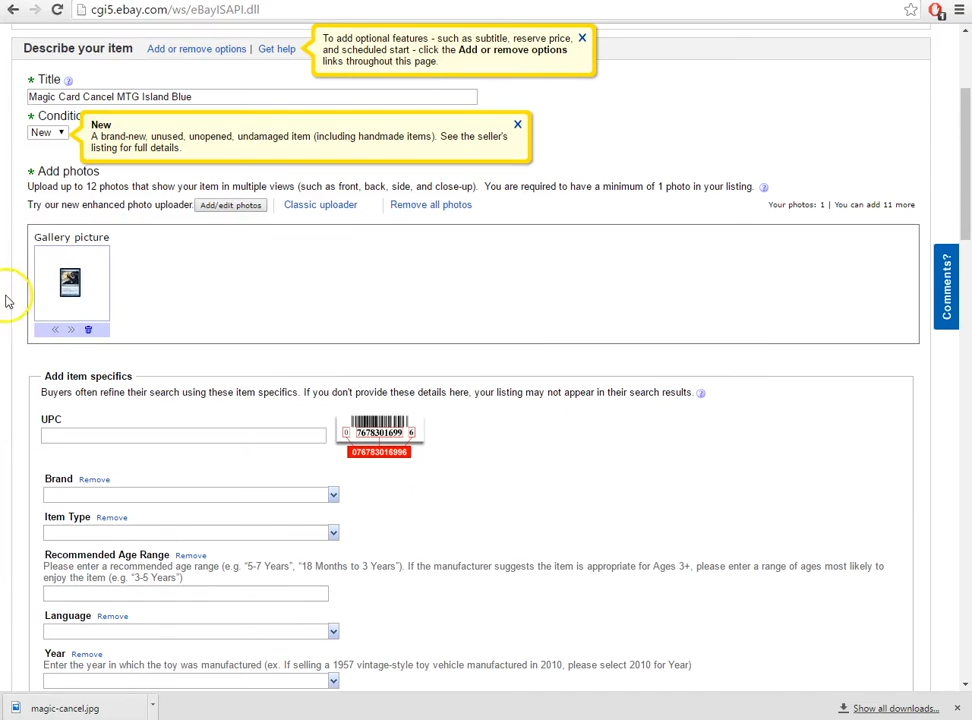 cgi5.ebay.com/ws/eBayISAPI.dll
1
Describe your item Add or remove options | Get help
To add optional features - such as subtitle, reserve price,
and scheduled start - click the Add or remove options
links throughout this page.
X
* Title ?
Magic Card Cancel MTG Island Blue
* Conditio
New
New
A brand-new, unused, unopened, undamaged item (including handmade items). See the seller's
listing for full details.
X
* Add photos
Upload up to 12 photos that show your item in multiple views (such as front, back, side, and close-up). You are required to have a minimum of 1 photo in your listing. ?
Try our new enhanced photo uploader. Add/edit photos | Classic uploader | Remove all photos
Your photos: 1 | You can add 11 more
Gallery picture
Comments?
Add item specifics
Buyers often refine their search using these item specifics. If you don't provide these details here, your listing may not appear in their search results. ?
UPC
0 7678301699 6
076783016996
Brand Remove
Item Type Remove
Recommended Age Range Remove
Please enter a recommended age range (e.g. "5-7 Years", "18 Months to 3 Years"). If the manufacturer suggests the item is appropriate for Ages 3+, please enter a range of ages most likely to
enjoy the item (e.g. "3-5 Years")
Language Remove
Year Remove
Enter the year in which the toy was manufactured (ex. If selling a 1957 vintage-style toy vehicle manufactured in 2010, please select 2010 for Year)
magic-cancel.jpg
Show all downloads...